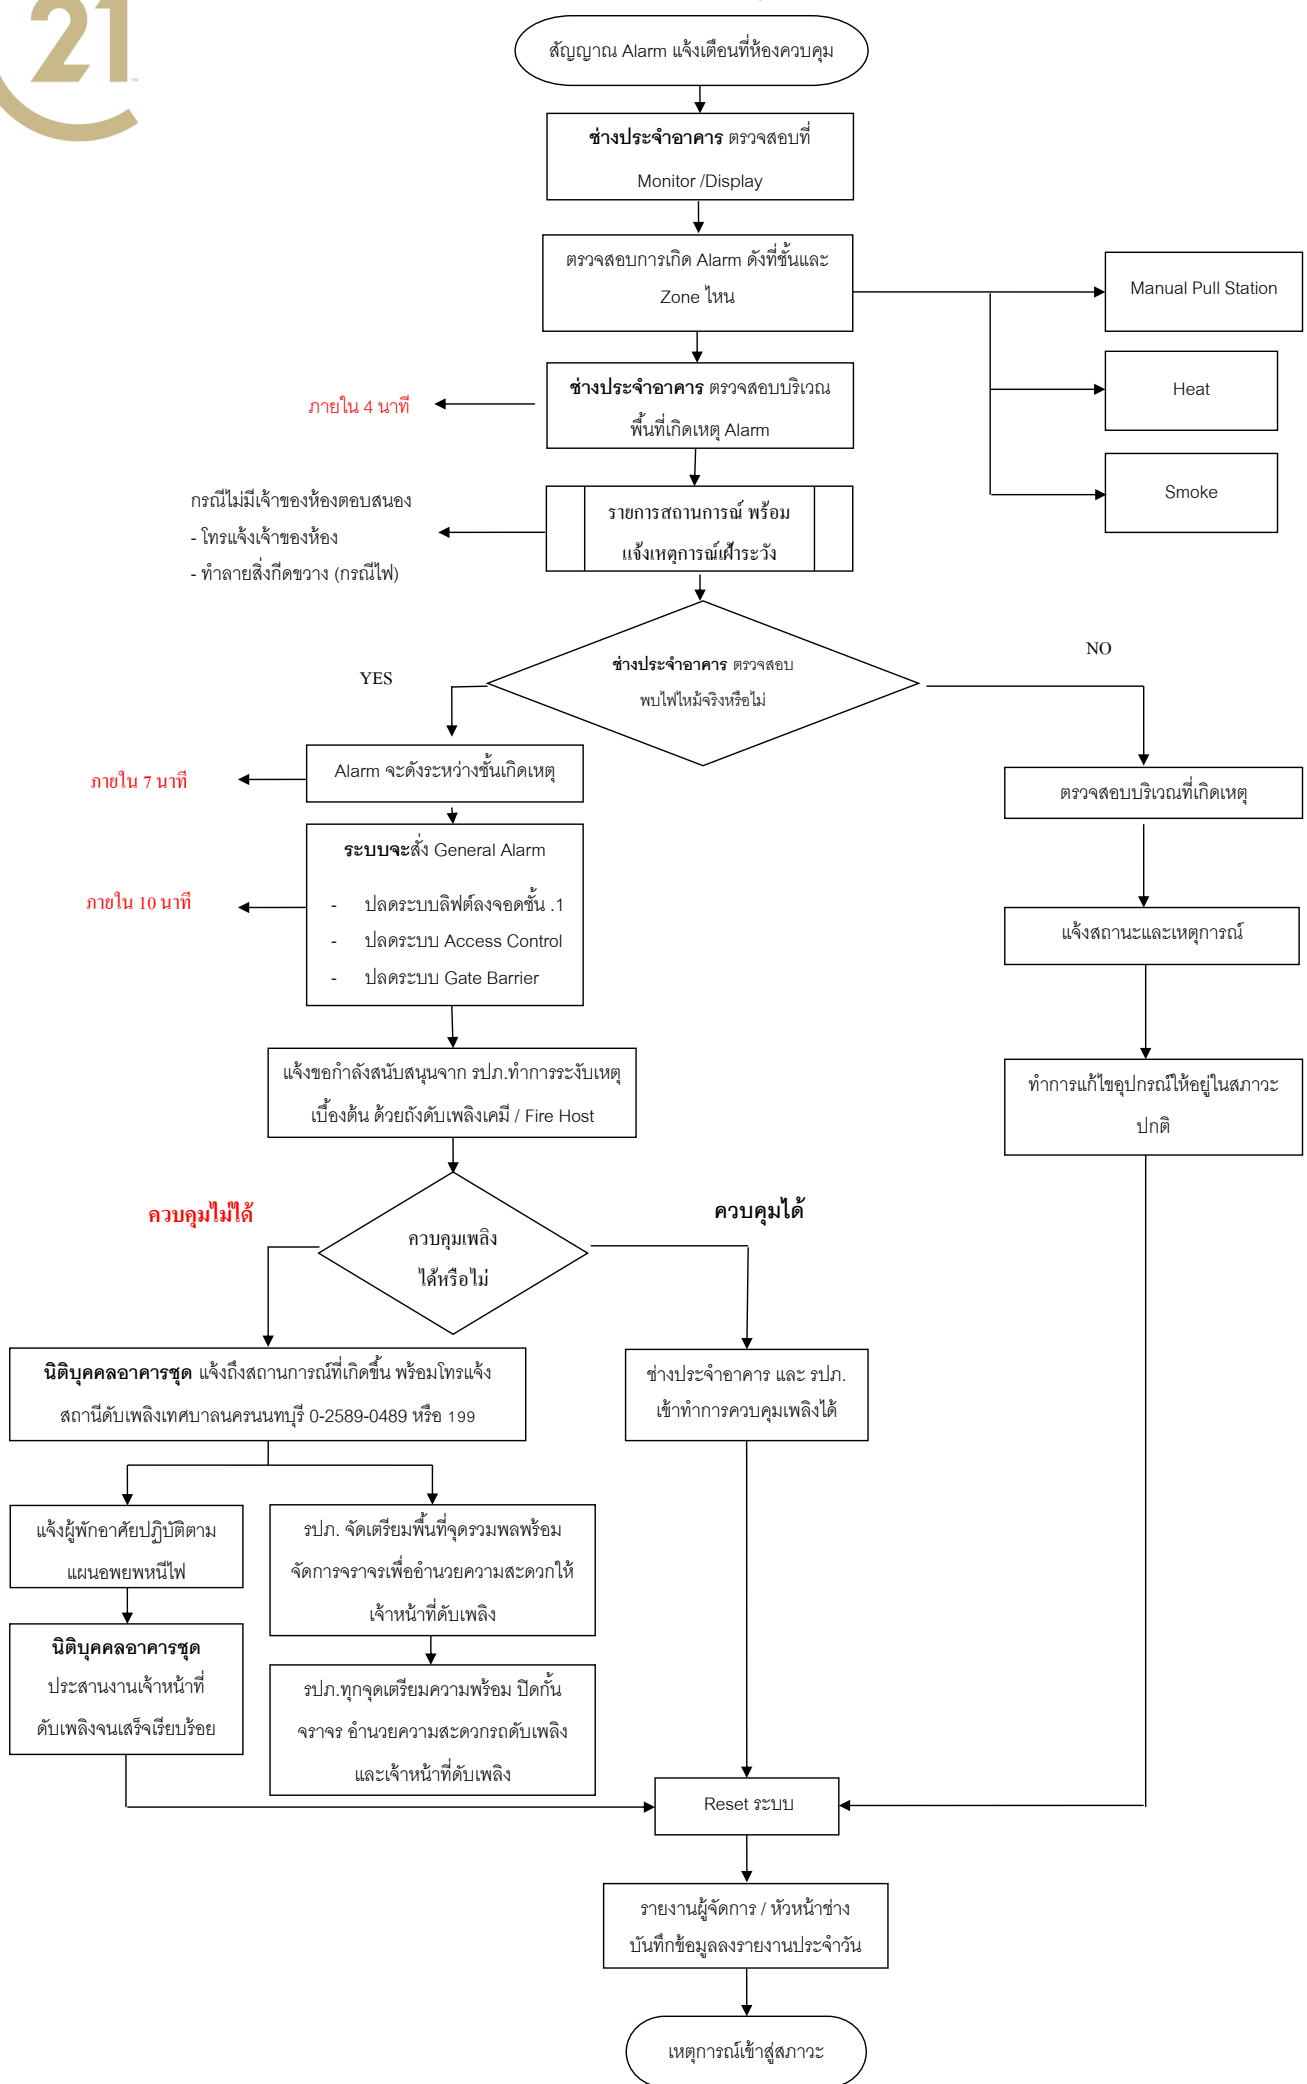 21
SM
สัญญาณ Alarm แจ้งเตือนที่ห้องควบคุม
ช่างประจำอาคาร ตรวจสอบที่
Monitor /Display
ตรวจสอบการเกิด Alarm ดังที่ชั้นและ
Zone ไหน
Manual Pull Station
Heat
Smoke
ช่างประจำอาคาร ตรวจสอบบริเวณ
พื้นที่เกิดเหตุ Alarm
ภายใน 4 นาที
กรณีไม่มีเจ้าของห้องตอบสนอง
- โทรแจ้งเจ้าของห้อง
- ทำลายสิ่งกีดขวาง (กรณีไฟ)
รายการสถานการณ์ พร้อม
แจ้งเหตุการณ์เฝ้าระวัง
ช่างประจำอาคาร ตรวจสอบ
พบไฟไหม้จริงหรือไม่
YES
NO
Alarm จะดังระหว่างชั้นเกิดเหตุ
ภายใน 7 นาที
ระบบจะสั่ง General Alarm
- ปลดระบบลิฟต์ลงจอดชั้น .1
- ปลดระบบ Access Control
- ปลดระบบ Gate Barrier
ภายใน 10 นาที
ตรวจสอบบริเวณที่เกิดเหตุ
แจ้งสถานะและเหตุการณ์
ทำการแก้ไขอุปกรณ์ให้อยู่ในสภาวะ
ปกติ
แจ้งขอกำลังสนับสนุนจาก รปภ.ทำการระงับเหตุ
เบื้องต้น ด้วยถังดับเพลิงเคมี / Fire Host
ควบคุมเพลิง
ได้หรือไม่
ควบคุมไม่ได้
ควบคุมได้
นิติบุคคลอาคารชุด แจ้งถึงสถานการณ์ที่เกิดขึ้น พร้อมโทรแจ้ง
สถานีดับเพลิงเทศบาลนครนนทบุรี 0-2589-0489 หรือ 199
ช่างประจำอาคาร และ รปภ.
เข้าทำการควบคุมเพลิงได้
แจ้งผู้พักอาศัยปฏิบัติตาม
แผนอพยพหนีไฟ
รปภ. จัดเตรียมพื้นที่จุดรวมพลพร้อม
จัดการจราจรเพื่ออำนวยความสะดวกให้
เจ้าหน้าที่ดับเพลิง
นิติบุคคลอาคารชุด
ประสานงานเจ้าหน้าที่
ดับเพลิงจนเสร็จเรียบร้อย
รปภ.ทุกจุดเตรียมความพร้อม ปิดกั้น
จราจร อำนวยความสะดวกรถดับเพลิง
และเจ้าหน้าที่ดับเพลิง
Reset ระบบ
รายงานผู้จัดการ / หัวหน้าช่าง
บันทึกข้อมูลลงรายงานประจำวัน
เหตุการณ์เข้าสู่สภาวะ